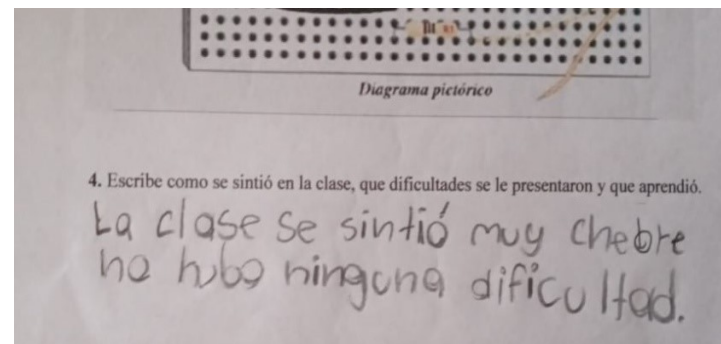 Diagrama pictórico
4. Escribe como se sintió en la clase, que dificultades se le presentaron y que aprendió.
La clase se sintió muy chebre
no hubo ninguna dificultad.